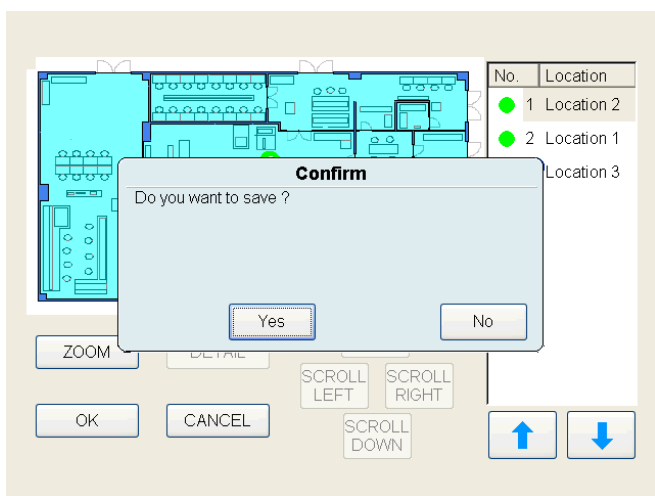 No. Location
1 Location 2
2 Location 1
Location 3
Confirm
Do you want to save ?
Yes No
ZOOM DETAIL
SCROLL LEFT
SCROLL RIGHT
OK CANCEL
SCROLL DOWN